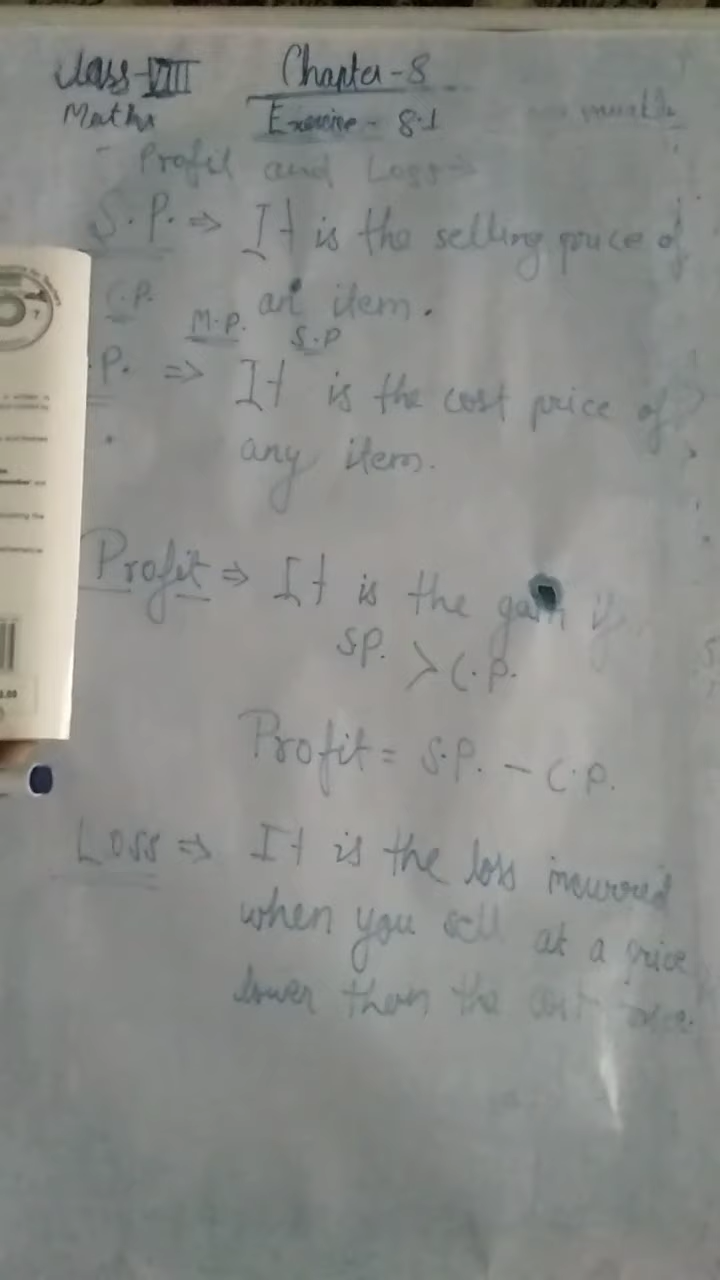 Class-VIII Chapter-8
Maths Exercise - 8.1
Profit and Loss →
S.P. ⇒ It is the selling price of
C.P. an item.
M.P. S.P
.P. ⇒ It is the cost price of
any item.
Profit ⇒ It is the gain if
S.P. > C.P.
Profit = S.P. - C.P.
Loss ⇒ It is the loss incurred
when you sell at a price
lower than the cost price.